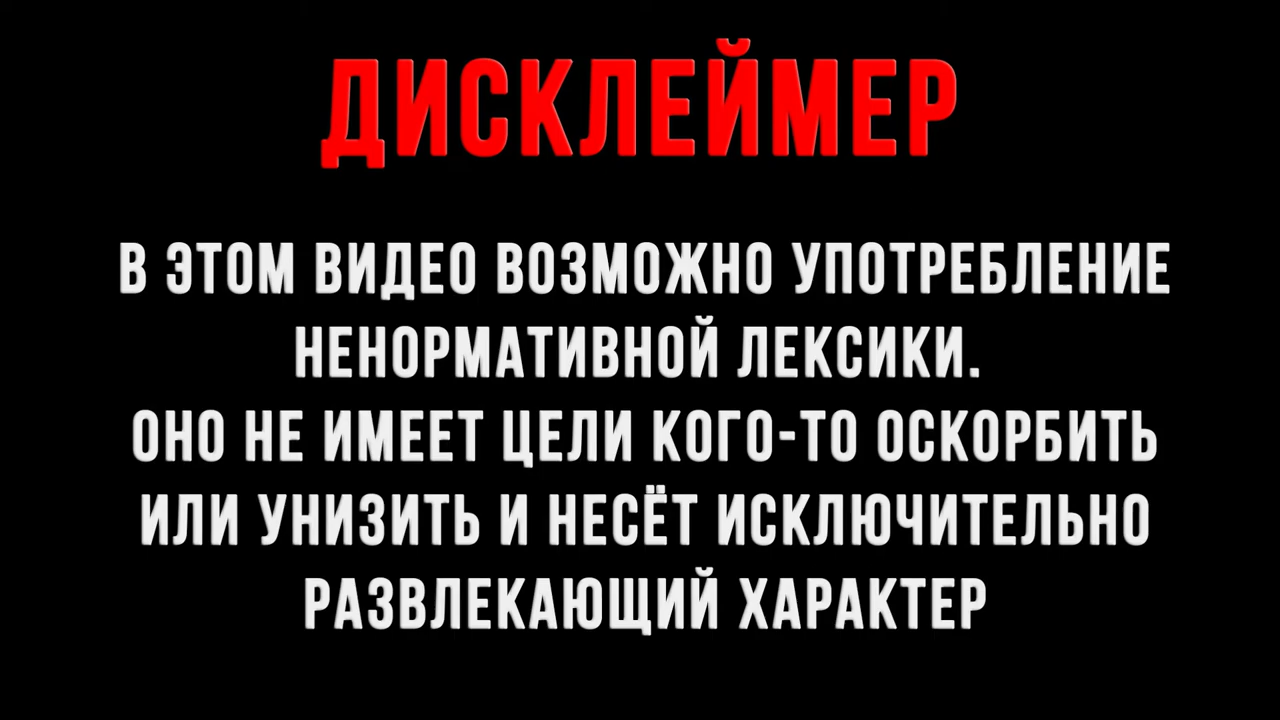 ДИСКЛЕЙМЕР
В ЭТОМ ВИДЕО ВОЗМОЖНО УПОТРЕБЛЕНИЕ
НЕНОРМАТИВНОЙ ЛЕКСИКИ.
ОНО НЕ ИМЕЕТ ЦЕЛИ КОГО-ТО ОСКОРБИТЬ
ИЛИ УНИЗИТЬ И НЕСЁТ ИСКЛЮЧИТЕЛЬНО
РАЗВЛЕКАЮЩИЙ ХАРАКТЕР